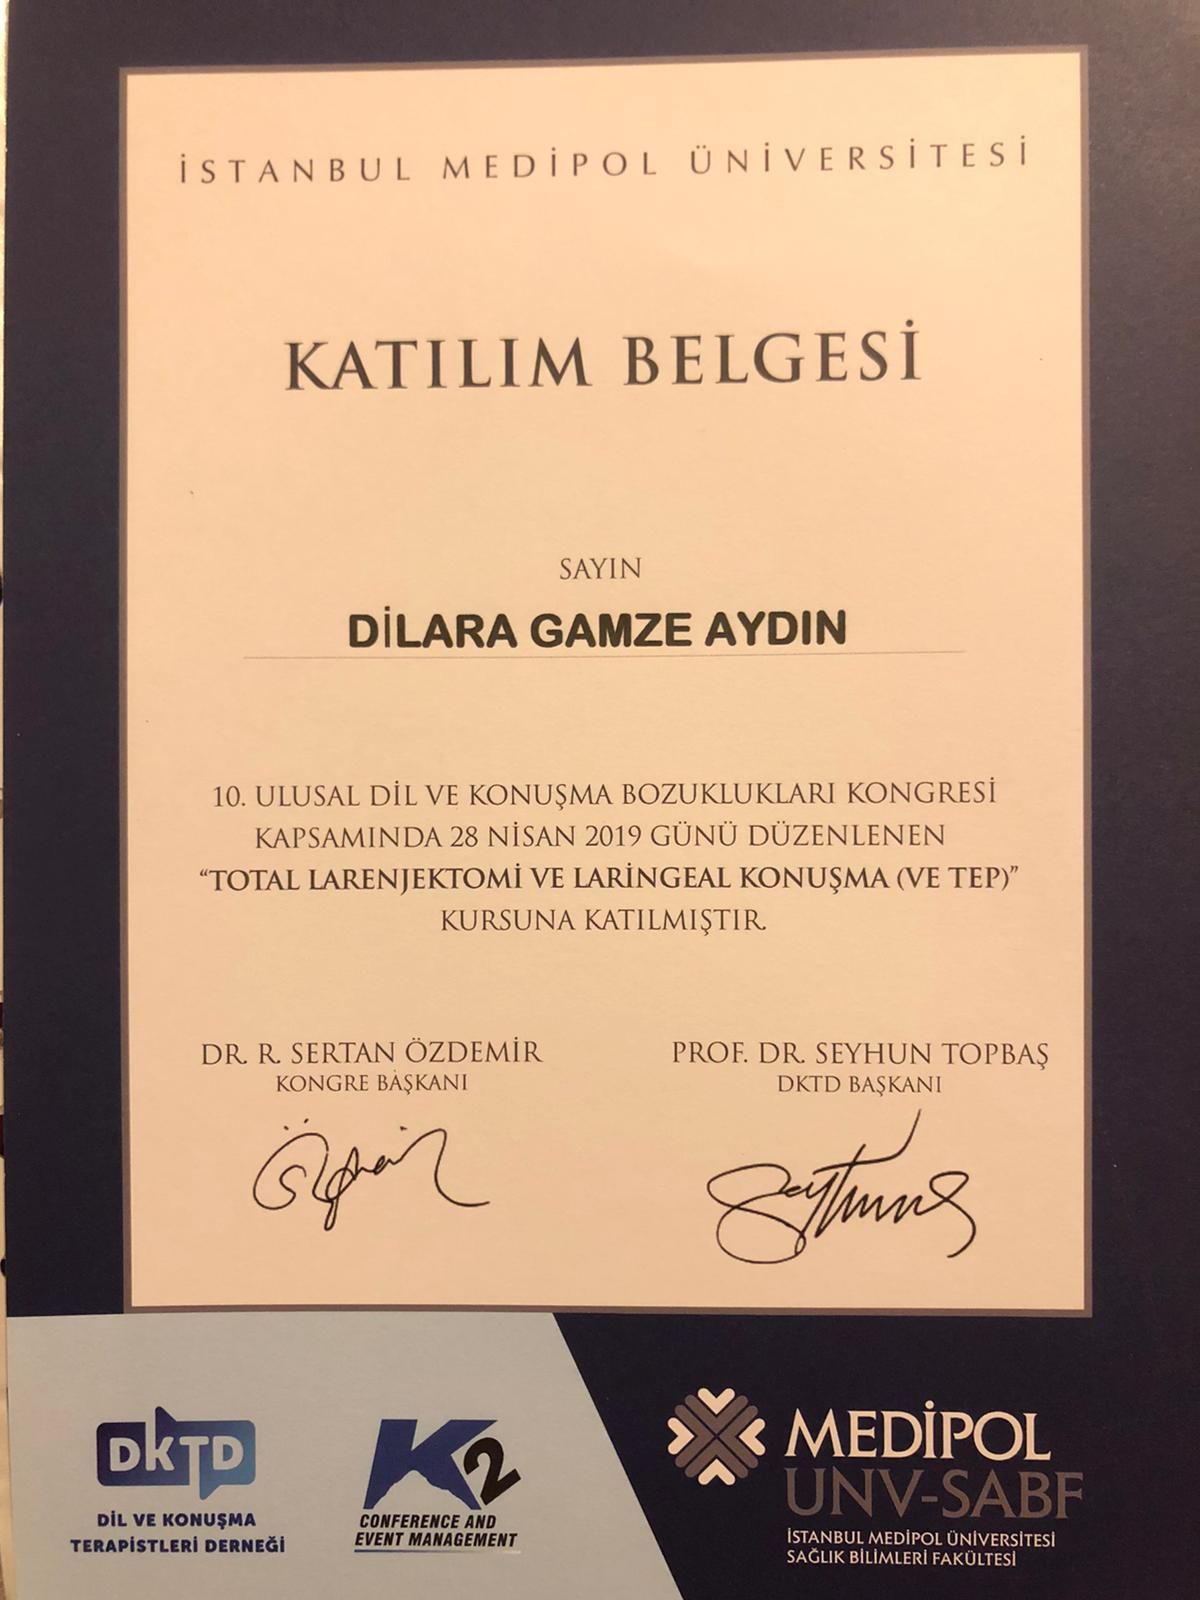 İSTANBUL MEDİPOL ÜNİVERSİTESİ
KATILIM BELGESİ
SAYIN
DİLARA GAMZE AYDIN
10. ULUSAL DİL VE KONUŞMA BOZUKLUKLARI KONGRESİ
KAPSAMINDA 28 NİSAN 2019 GÜNÜ DÜZENLENEN
“TOTAL LARENJEKTOMİ VE LARİNGEAL KONUŞMA (VE TEP)”
KURSUNA KATILMIŞTIR.
DR. R. SERTAN ÖZDEMİR
KONGRE BAŞKANI
PROF. DR. SEYHUN TOPBAŞ
DKTD BAŞKANI
DKTD
DİL VE KONUŞMA
TERAPİSTLERİ DERNEĞİ
K2
CONFERENCE AND
EVENT MANAGEMENT
MEDİPOL
UNV-SABF
İSTANBUL MEDİPOL ÜNİVERSİTESİ
SAĞLIK BİLİMLERİ FAKÜLTESİ